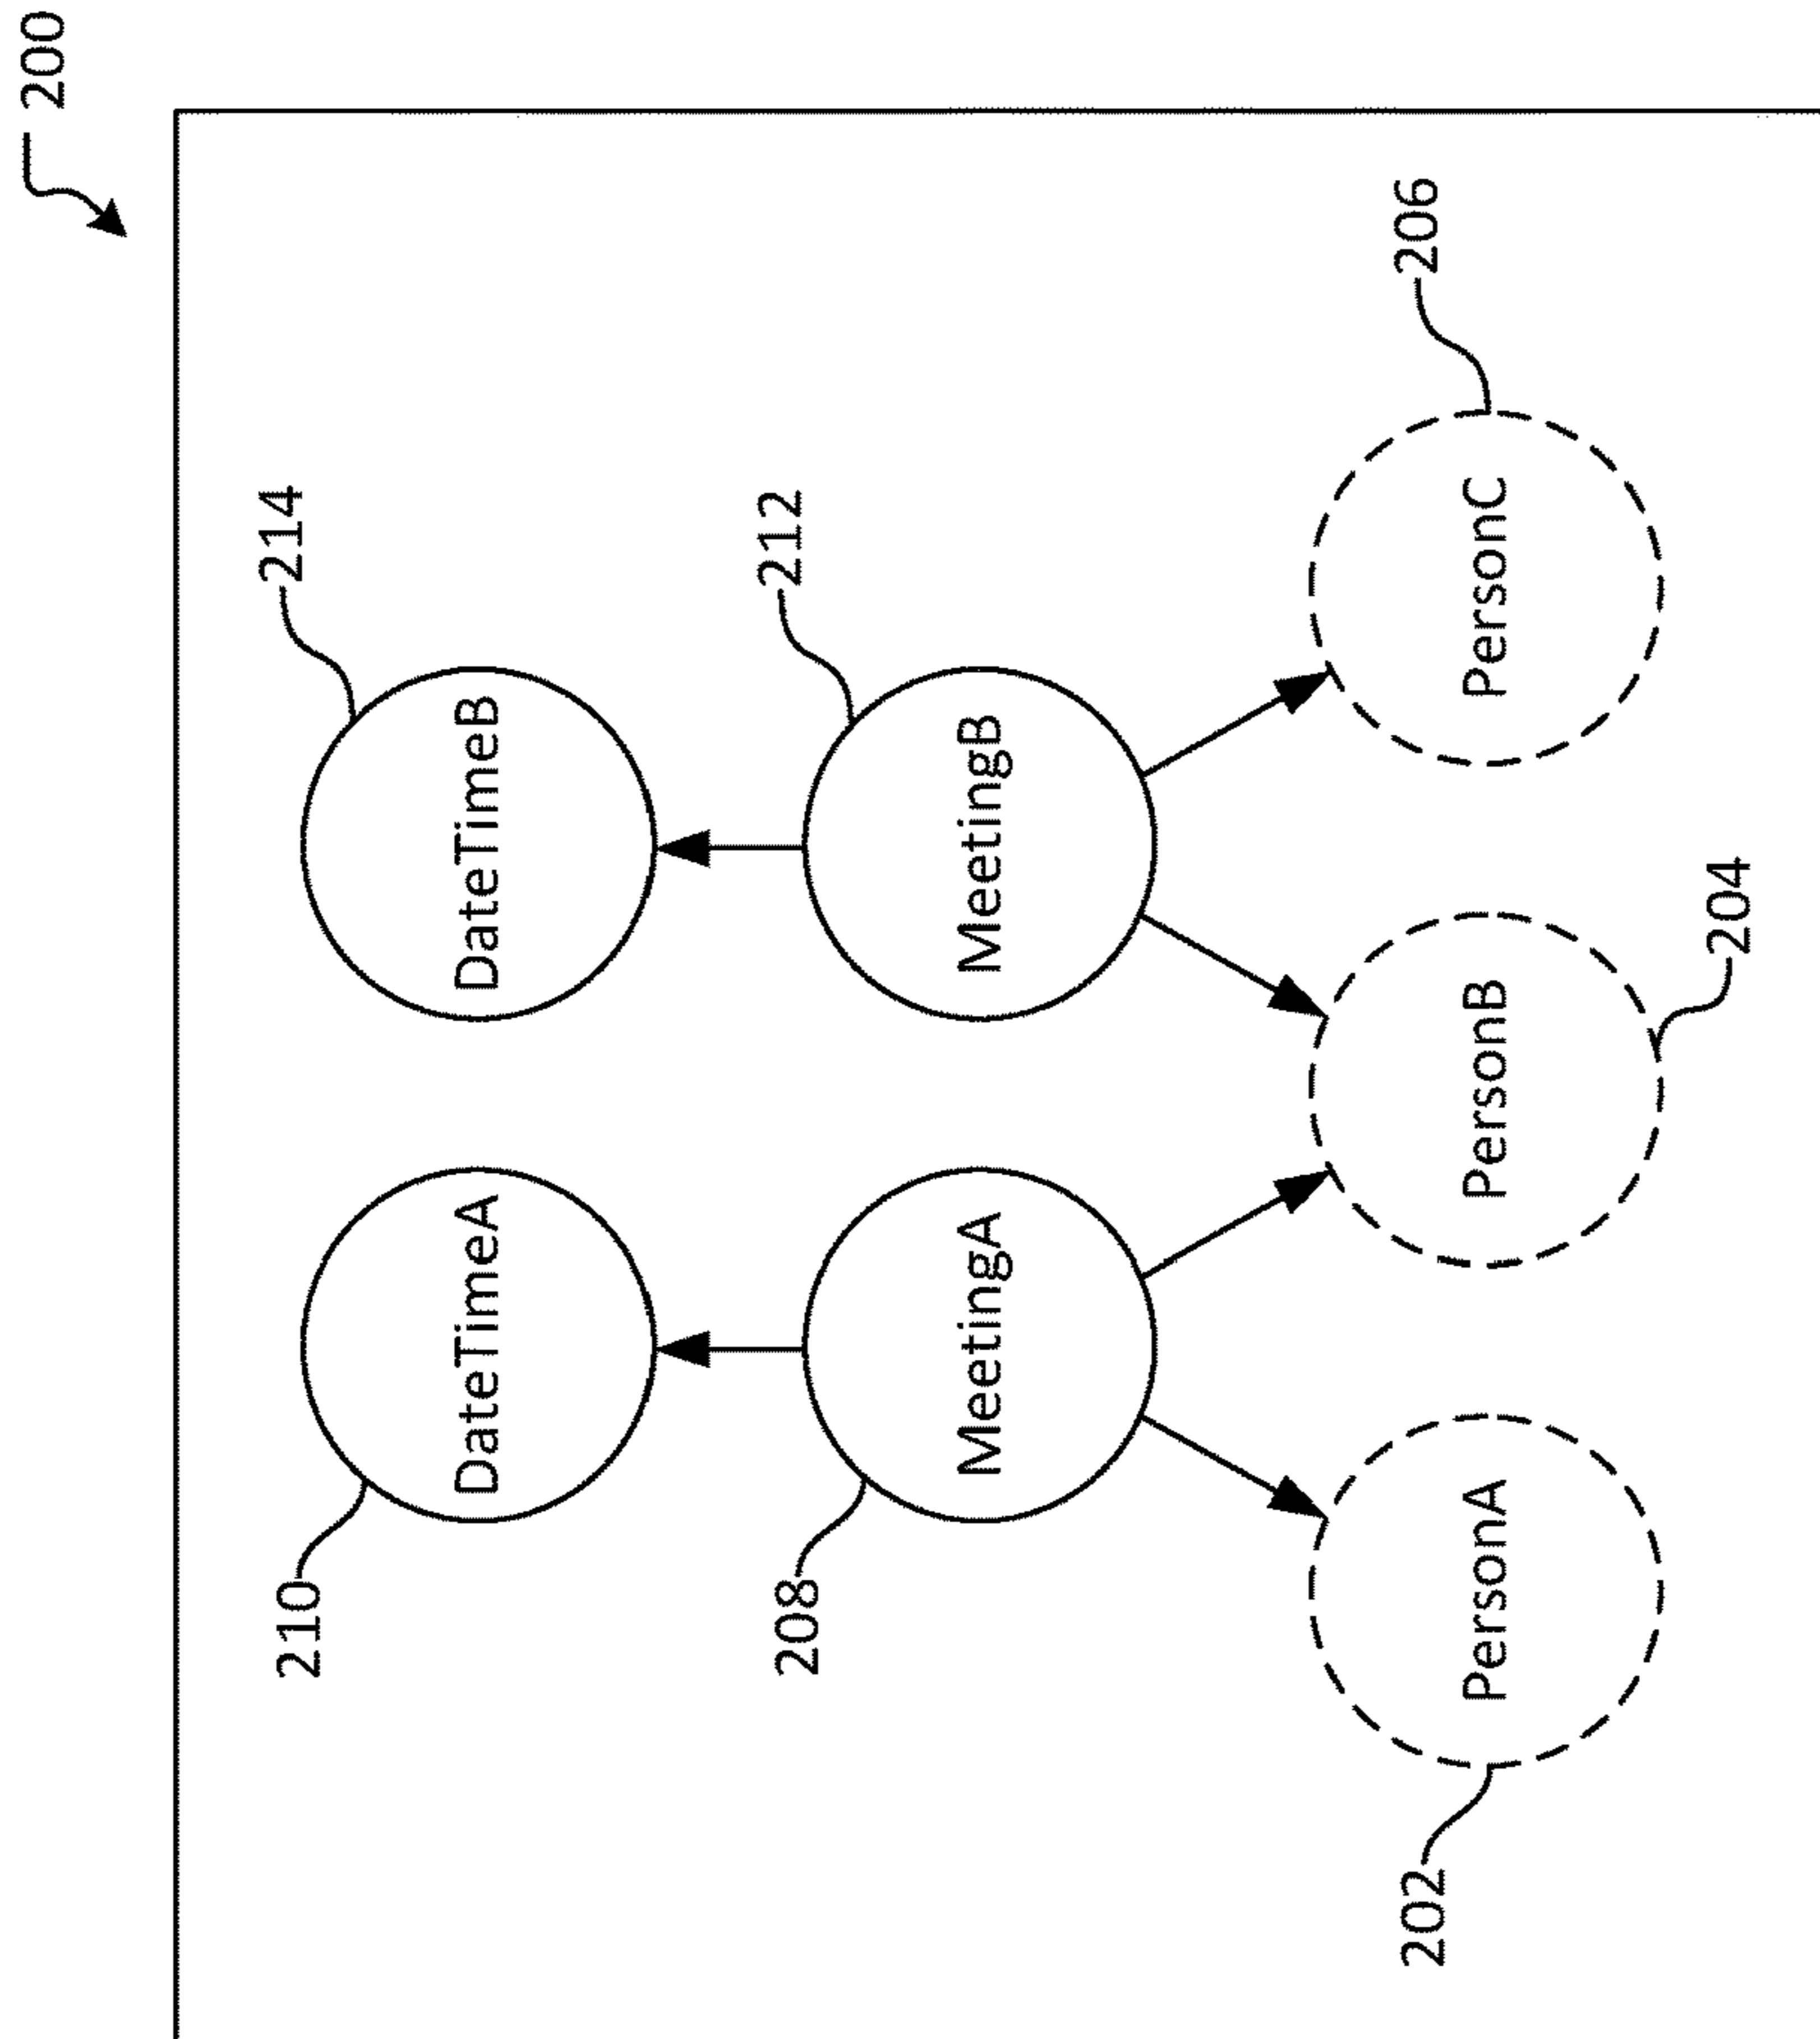 200
210
DateTimeA
DateTimeB
214
208
MeetingA
MeetingB
212
202
PersonA
PersonB
PersonC
206
204